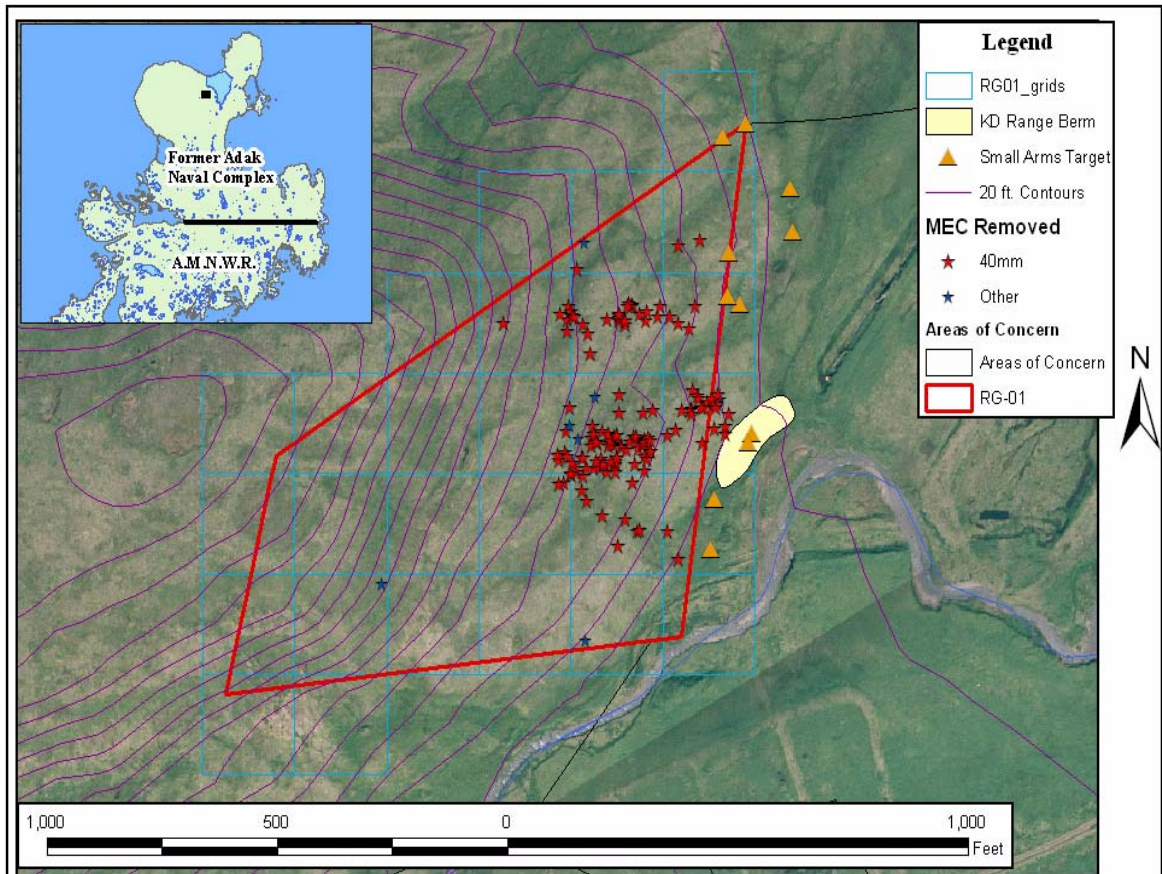 Former Adak
Naval Complex
A.M.N.W.R.
Legend
RG01_grids
KD Range Berm
Small Arms Target
20 ft. Contours
MEC Removed
40mm
Other
Areas of Concern
Areas of Concern
RG-01
N
1,000 500 0 1,000
Feet